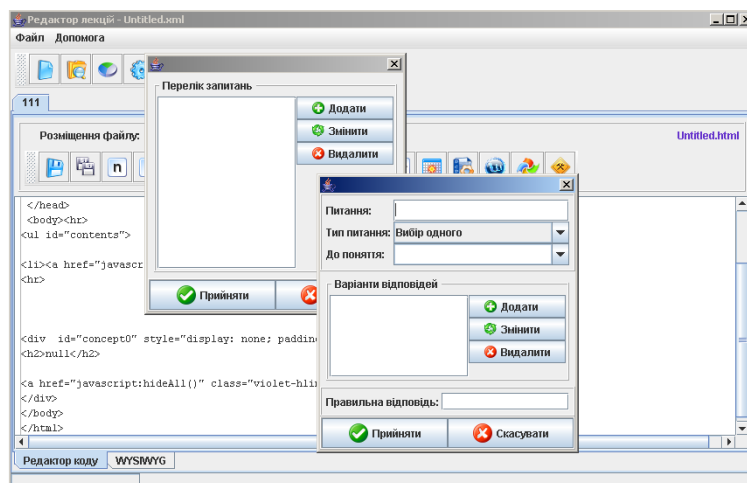 Редактор лекцій - Untitled.xml
Файл Допомога
111
Розміщення файлу:
Untitled.html
n
Перелік запитань
Додати
Змінити
Видалити
Прийняти
Питання:
Тип питання: Вибір одного
До поняття:
Варіанти відповідей
Додати
Змінити
Видалити
Правильна відповідь:
Прийняти Скасувати
</head>
<body><hr>
<ul id="contents">
<li><a href="javascr
<hr>
<div id="concept0" style="display: none; paddin
<h2>null</h2>
<a href="javascript:hideAll()" class="violet-hlin
</div>
</body>
</html>
Редактор коду WYSIWYG